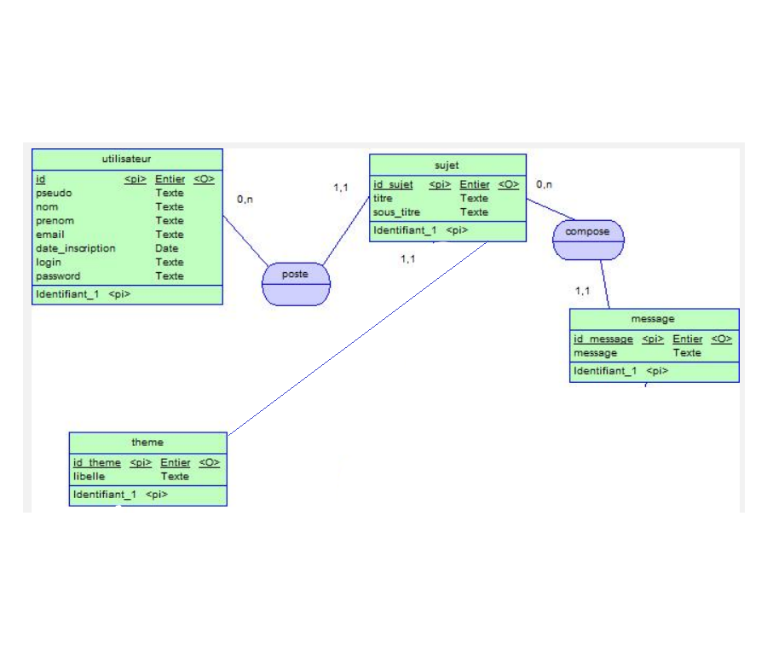 utilisateur
id <pi> Entier <O>
pseudo Texte
nom Texte
prenom Texte
email Texte
date_inscription Date
login Texte
password Texte
Identifiant_1 <pi>
0,n
poste
1,1
sujet
id_sujet <pi> Entier <O>
titre Texte
sous_titre Texte
Identifiant_1 <pi>
1,1
0,n
compose
1,1
message
id_message <pi> Entier <O>
message Texte
Identifiant_1 <pi>
theme
id_theme <pi> Entier <O>
libelle Texte
Identifiant_1 <pi>